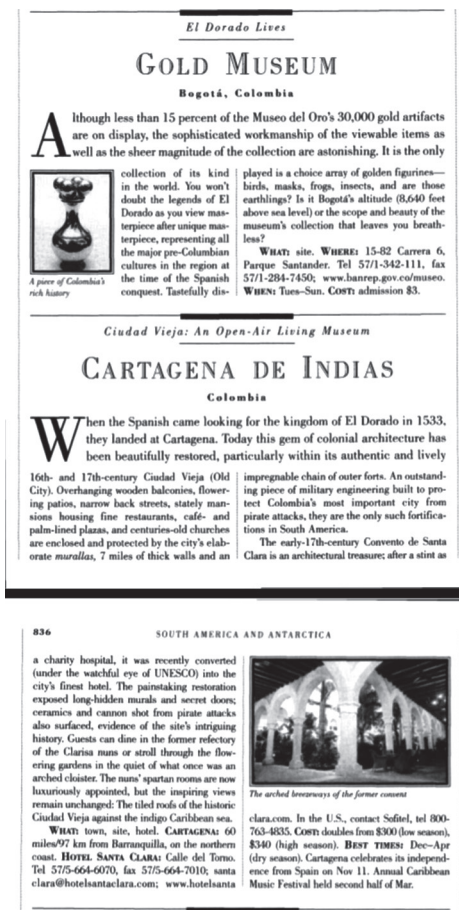 El Dorado Lives
GOLD MUSEUM
Bogotá, Colombia
Although less than 15 percent of the Museo del Oro's 30,000 gold artifacts
are on display, the sophisticated workmanship of the viewable items as
well as the sheer magnitude of the collection are astonishing. It is the only
collection of its kind
in the world. You won't
doubt the legends of El
Dorado as you view mas-
terpiece after unique mas-
terpiece, representing all
the major pre-Columbian
cultures in the region at
the time of the Spanish
conquest. Tastefully dis-
A piece of Colombia's
rich history
played is a choice array of golden figurines—
birds, masks, frogs, insects, and are those
earthlings? Is it Bogotá's altitude (8,640 feet
above sea level) or the scope and beauty of the
museum's collection that leaves you breath-
less?
WHAT: site. WHERE: 15-82 Carrera 6,
Parque Santander. Tel 57/1-342-111, fax
57/1-284-7450; www.banrep.gov.co/museo.
WHEN: Tues–Sun. COST: admission $3.
Ciudad Vieja: An Open-Air Living Museum
CARTAGENA DE INDIAS
Colombia
When the Spanish came looking for the kingdom of El Dorado in 1533,
they landed at Cartagena. Today this gem of colonial architecture has
been beautifully restored, particularly within its authentic and lively
16th- and 17th-century Ciudad Vieja (Old
City). Overhanging wooden balconies, flower-
ing patios, narrow back streets, stately man-
sions housing fine restaurants, café- and
palm-lined plazas, and centuries-old churches
are enclosed and protected by the city's elab-
orate murallas, 7 miles of thick walls and an
impregnable chain of outer forts. An outstand-
ing piece of military engineering built to pro-
tect Colombia's most important city from
pirate attacks, they are the only such fortifica-
tions in South America.
The early-17th-century Convento de Santa
Clara is an architectural treasure; after a stint as
836
SOUTH AMERICA AND ANTARCTICA
a charity hospital, it was recently converted
(under the watchful eye of UNESCO) into the
city's finest hotel. The painstaking restoration
exposed long-hidden murals and secret doors;
ceramics and cannon shot from pirate attacks
also surfaced, evidence of the site's intriguing
history. Guests can dine in the former refectory
of the Clarisa nuns or stroll through the flow-
ering gardens in the quiet of what once was an
arched cloister. The nuns' spartan rooms are now
luxuriously appointed, but the inspiring views
remain unchanged: The tiled roofs of the historic
Ciudad Vieja against the indigo Caribbean sea.
WHAT: town, site, hotel. CARTAGENA: 60
miles/97 km from Barranquilla, on the northern
coast. HOTEL SANTA CLARA: Calle del Torno.
Tel 57/5-664-6070, fax 57/5-664-7010; santa
clara@hotelsantaclara.com; www.hotelsanta
The arched breezeways of the former convent
clara.com. In the U.S., contact Sofitel, tel 800-
763-4835. COST: doubles from $300 (low season),
$340 (high season). BEST TIMES: Dec–Apr
(dry season). Cartagena celebrates its independ-
ence from Spain on Nov 11. Annual Caribbean
Music Festival held second half of Mar.